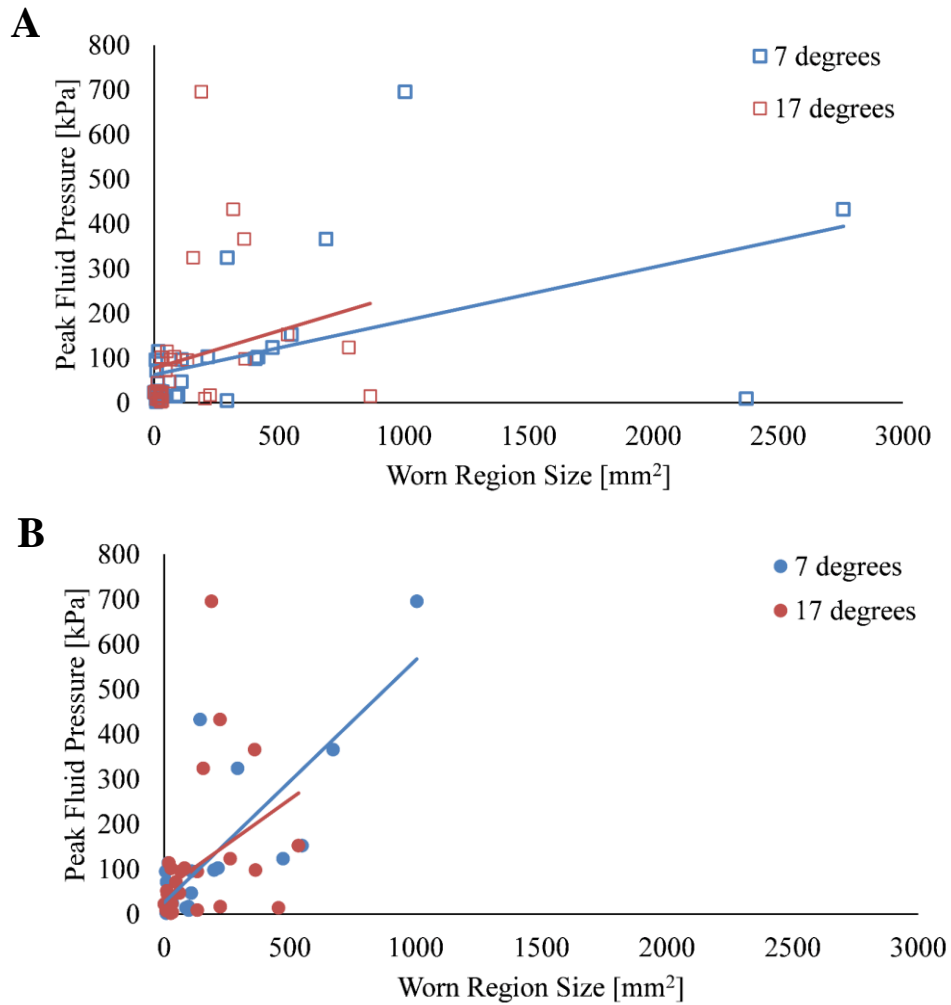 A
Peak Fluid Pressure [kPa]
800
700
600
500
400
300
200
100
0
0 500 1000 1500 2000 2500 3000
Worn Region Size [mm²]
7 degrees
17 degrees
B
Peak Fluid Pressure [kPa]
800
700
600
500
400
300
200
100
0
0 500 1000 1500 2000 2500 3000
Worn Region Size [mm²]
7 degrees
17 degrees